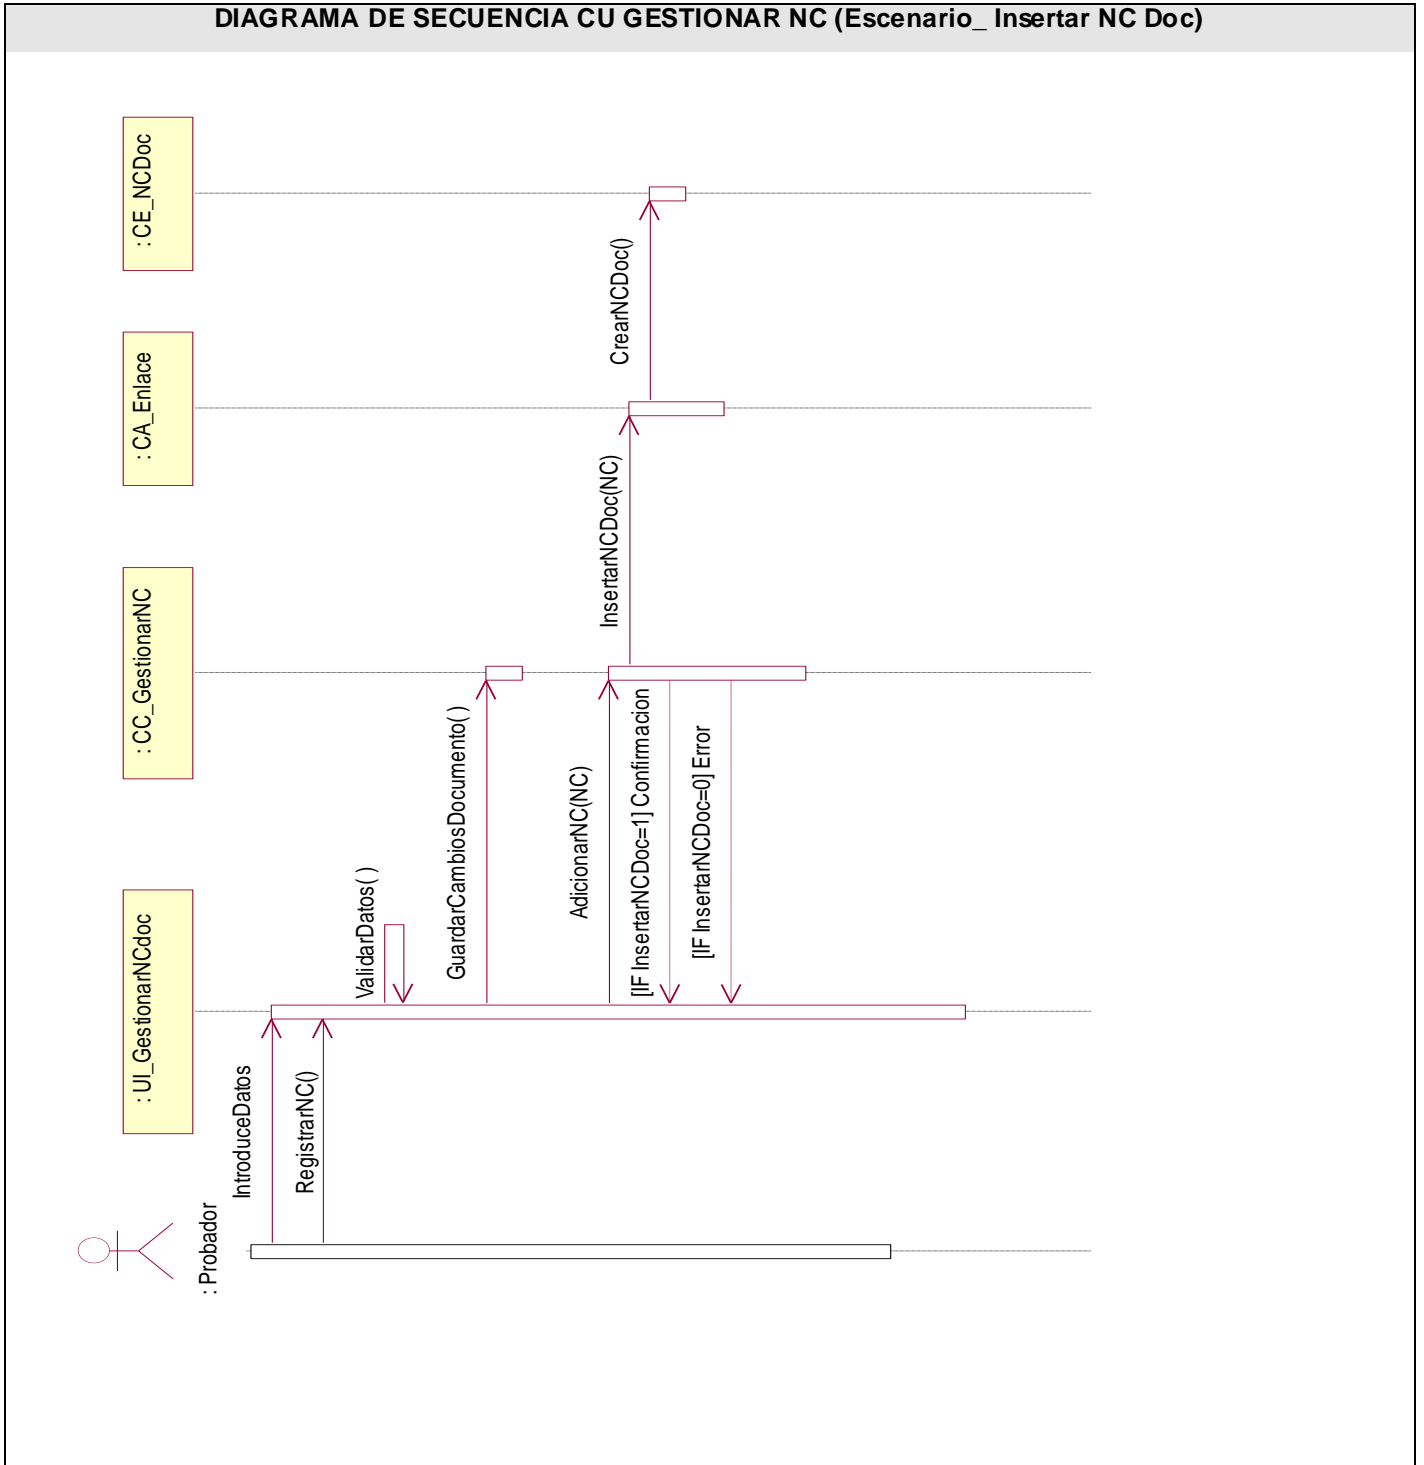 DIAGRAMA DE SECUENCIA CU GESTIONAR NC (Escenario_ Insertar NC Doc)
: Probador
: UI_GestionarNCdoc
: CC_GestionarNC
: CA_Enlace
: CE_NCDoc
IntroduceDatos
RegistrarNC()
ValidarDatos( )
GuardarCambiosDocumento( )
AdicionarNC(NC)
InsertarNCDoc(NC)
CrearNCDoc()
[IF InsertarNCDoc=1] Confirmacion
[IF InsertarNCDoc=0] Error